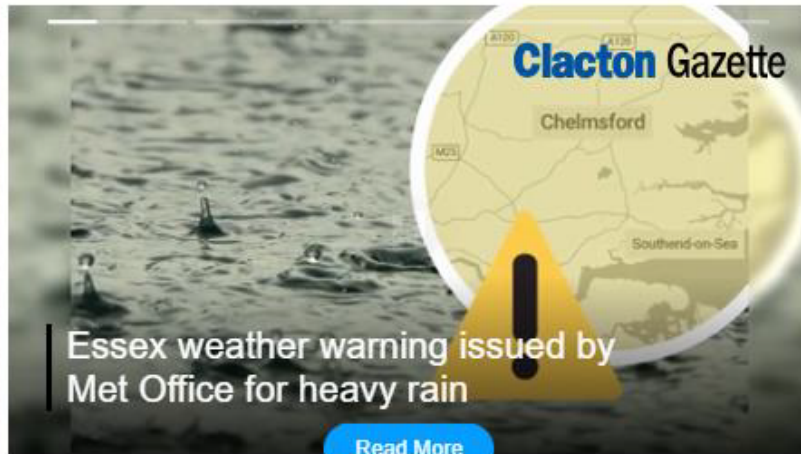 Clacton Gazette
A120
A138
Chelmsford
M25
Southend-on-Sea
Essex weather warning issued by
Met Office for heavy rain
Read More